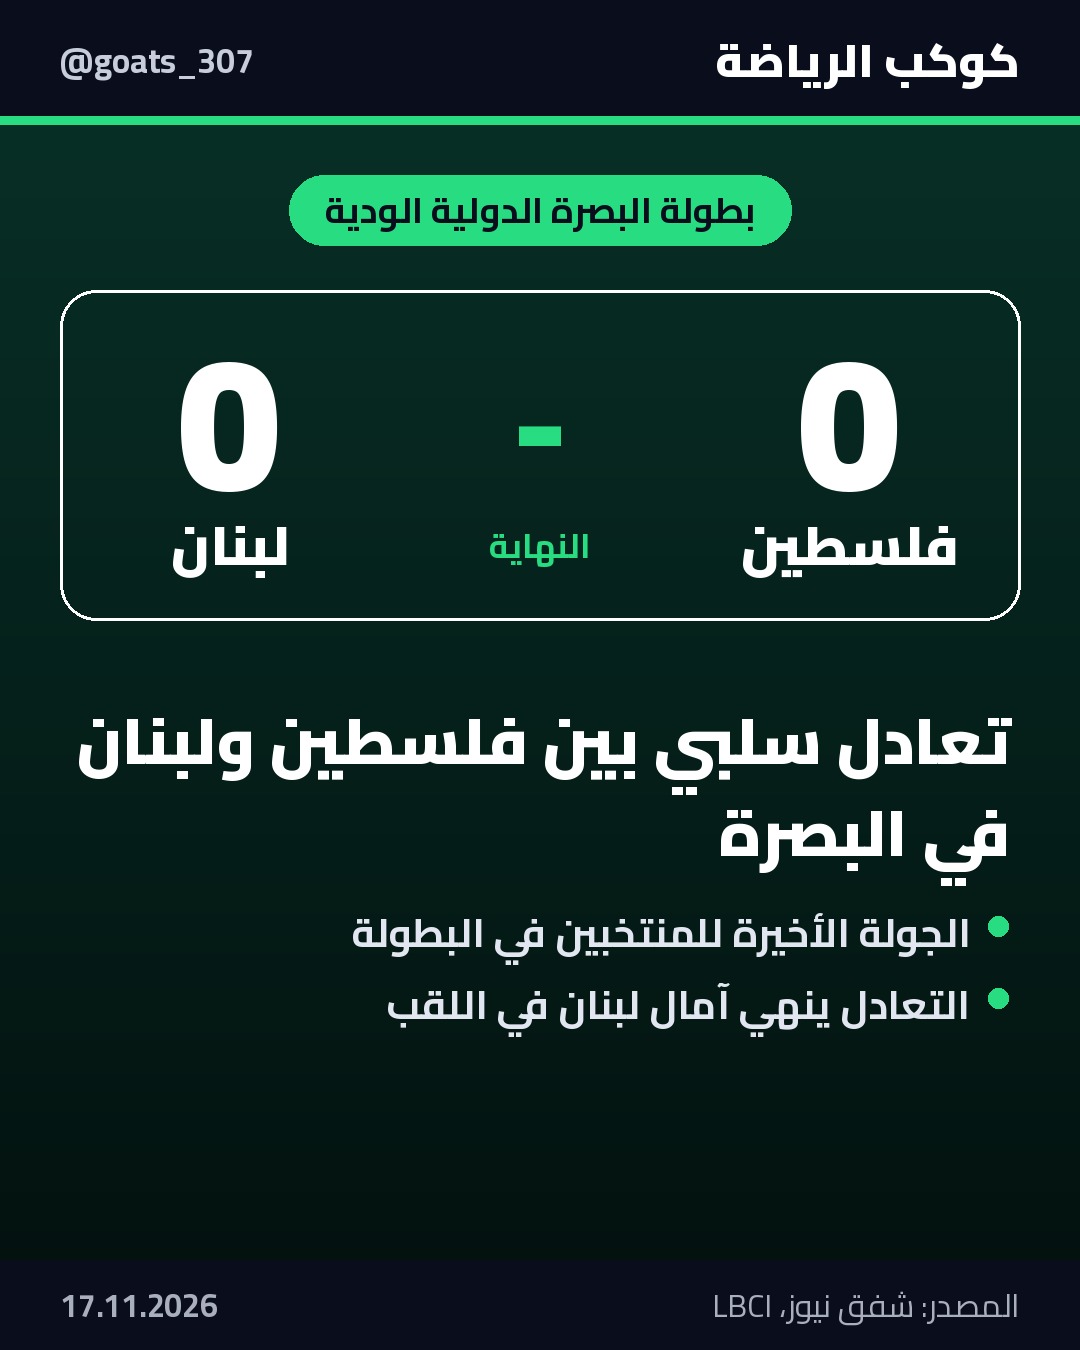 كوكب الرياضة
@goats_307
بطولة البصرة الدولية الودية
0 - 0
فلسطين النهاية لبنان
تعادل سلبي بين فلسطين ولبنان
في البصرة
الجولة الأخيرة للمنتخبين في البطولة
التعادل ينهي آمال لبنان في اللقب
المصدر: شفق نيوز، LBCI
17.11.2026